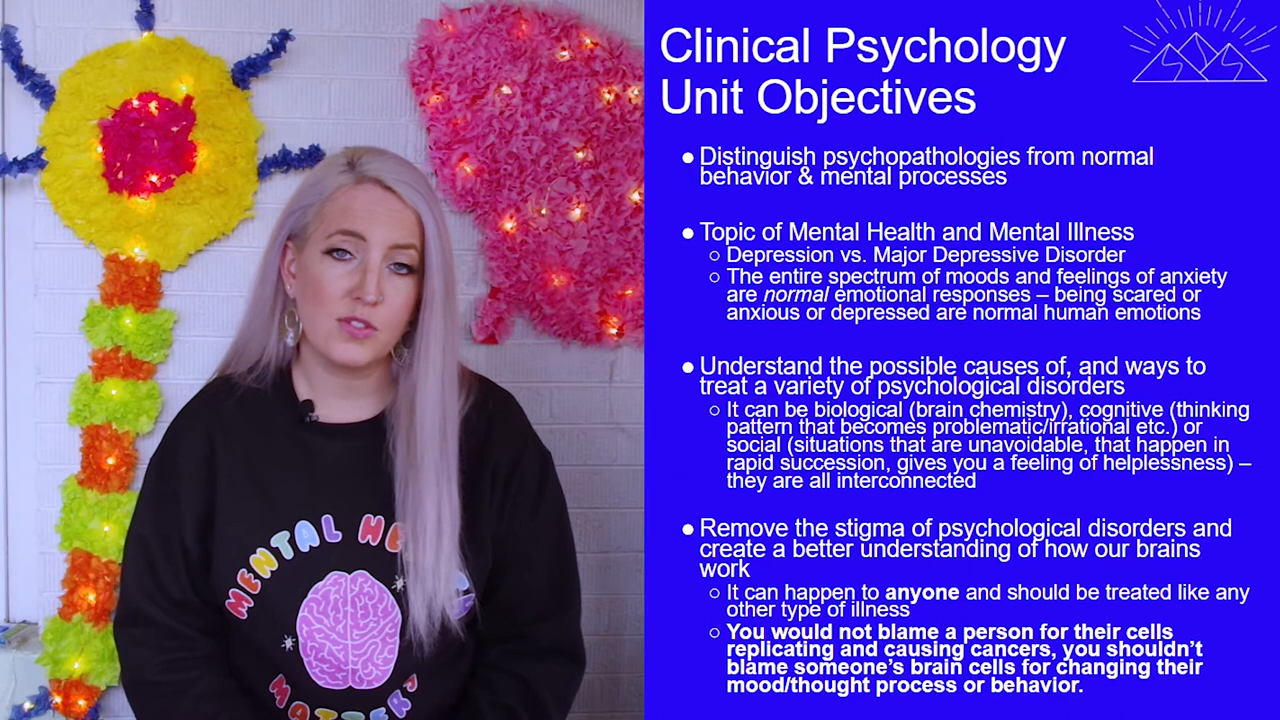 Clinical Psychology
Unit Objectives
● Distinguish psychopathologies from normal
behavior & mental processes
● Topic of Mental Health and Mental Illness
○ Depression vs. Major Depressive Disorder
○ The entire spectrum of moods and feelings of anxiety
are normal emotional responses – being scared or
anxious or depressed are normal human emotions
● Understand the possible causes of, and ways to
treat a variety of psychological disorders
○ It can be biological (brain chemistry), cognitive (thinking
pattern that becomes problematic/irrational etc.) or
social (situations that are unavoidable, that happen in
rapid succession, gives you a feeling of helplessness) –
they are all interconnected
● Remove the stigma of psychological disorders and
create a better understanding of how our brains
work
○ It can happen to anyone and should be treated like any
other type of illness
○ You would not blame a person for their cells
replicating and causing cancers, you shouldn't
blame someone's brain cells for changing their
mood/thought process or behavior.
MENTAL HE
MATTER